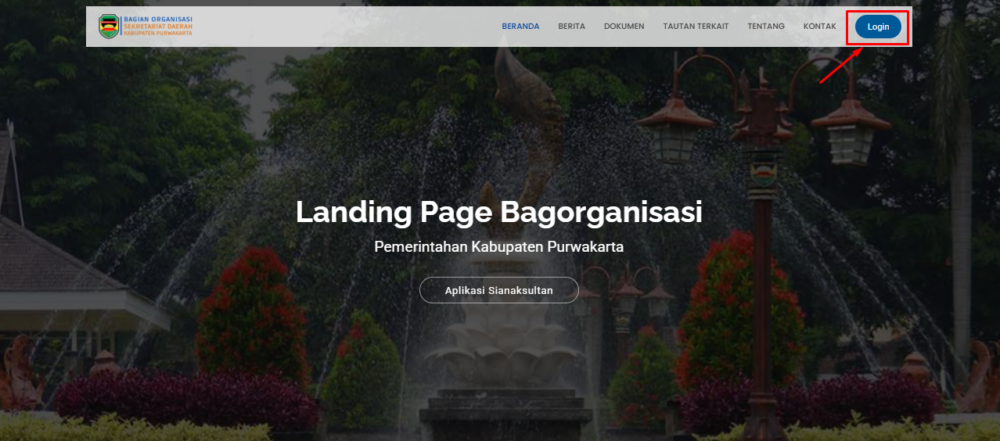 BAGIAN ORGANISASI
SEKRETARIAT DAERAH
KABUPATEN PURWAKARTA
BERANDA BERITA DOKUMEN TAUTAN TERKAIT TENTANG KONTAK Login
Landing Page Bagorganisasi
Pemerintahan Kabupaten Purwakarta
Aplikasi Sianaksultan